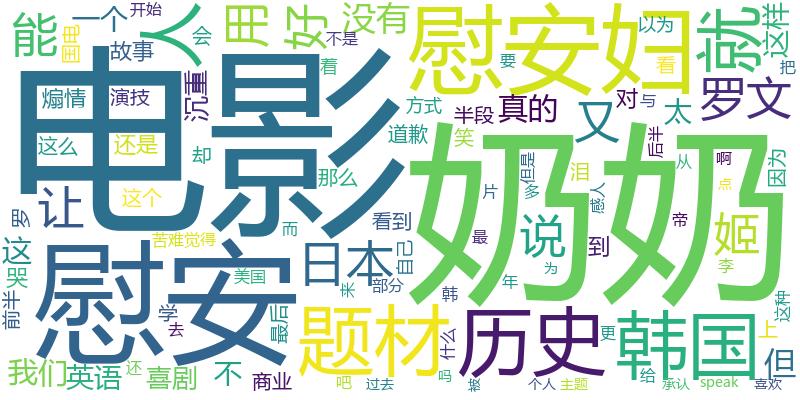 能
一个
开始
国电
故事
人
会
用
好
不是
没有
慰安妇
以为
看
就
这样
把
电影
煽情
演技
沉重
着
要
方式
半段
真的
对
与
罗文
太
又
后半
这么
还是
却
那么
道歉
笑
但是
泪
从
啊
因为
奶奶
让
这个
罗
苦难觉得
而
看到
片
多
感人
点
帝
姬
说
到
最
李
这
哭
慰安
美国
日本
自己
来
部分
年
为
韩
这种
前半
学
去
最后
题材
历史
韩国
什么
更
上
但
我们
英语
还
喜剧
不
商业
吧
过去
吗
被
个人
主题
给
承认
speak
喜欢